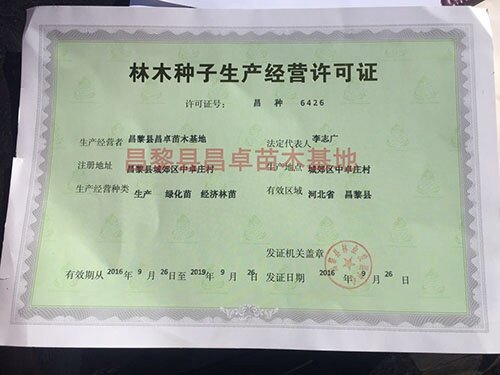 林木种子生产经营许可证
许可证号： 昌 种 6426
生产经营者 昌黎县昌卓苗木基地 法定代表人 李志广
昌黎县昌卓苗木基地
注册地址 昌黎县城郊区中卓庄村 生产地点 城郊区中卓庄村
生产经营种类 生产 绿化苗 经济林苗 有效区域 河北省 昌黎县
发证机关盖章
有效期从 2016 年 9 月 26 日至 2019 年 9 月 26 日 发证日期 2016 年 9 月 26 日